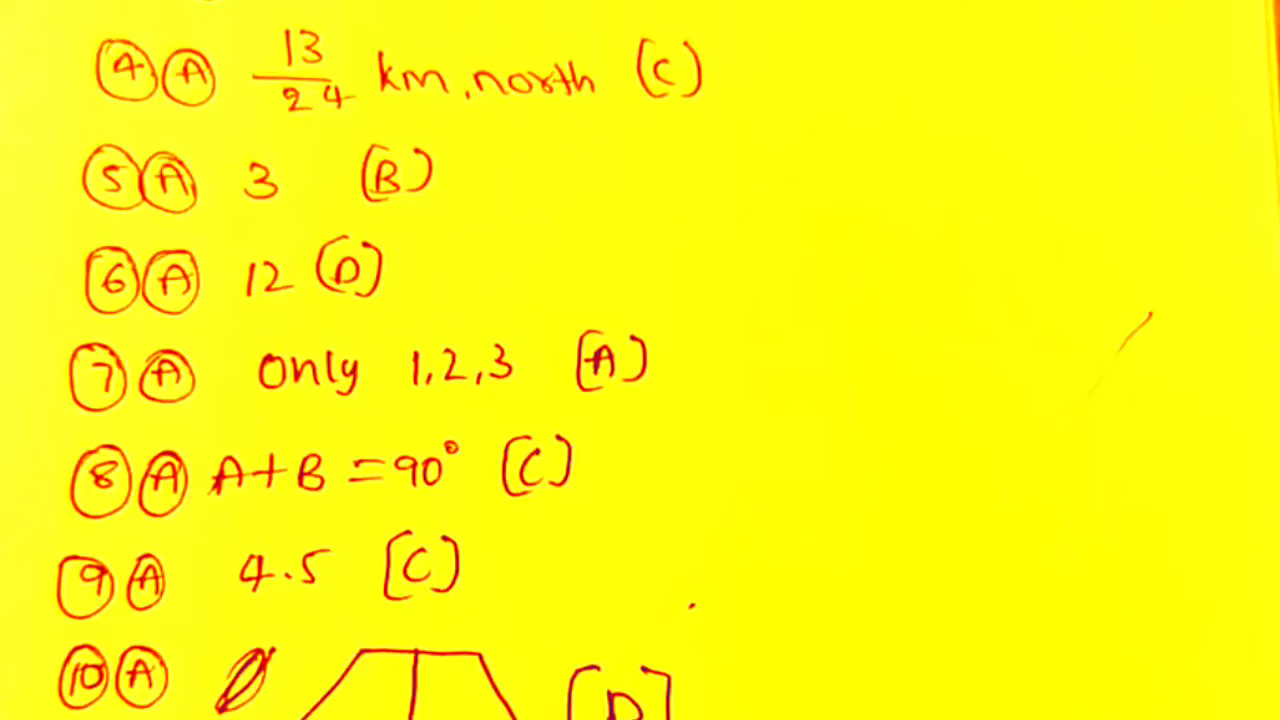 4 A 13/24 km, north (C)
5 A 3 (B)
6 A 12 (D)
7 A only 1,2,3 (A)
8 A A+B = 90° (C)
9 A 4.5 [C)
10 A [D]